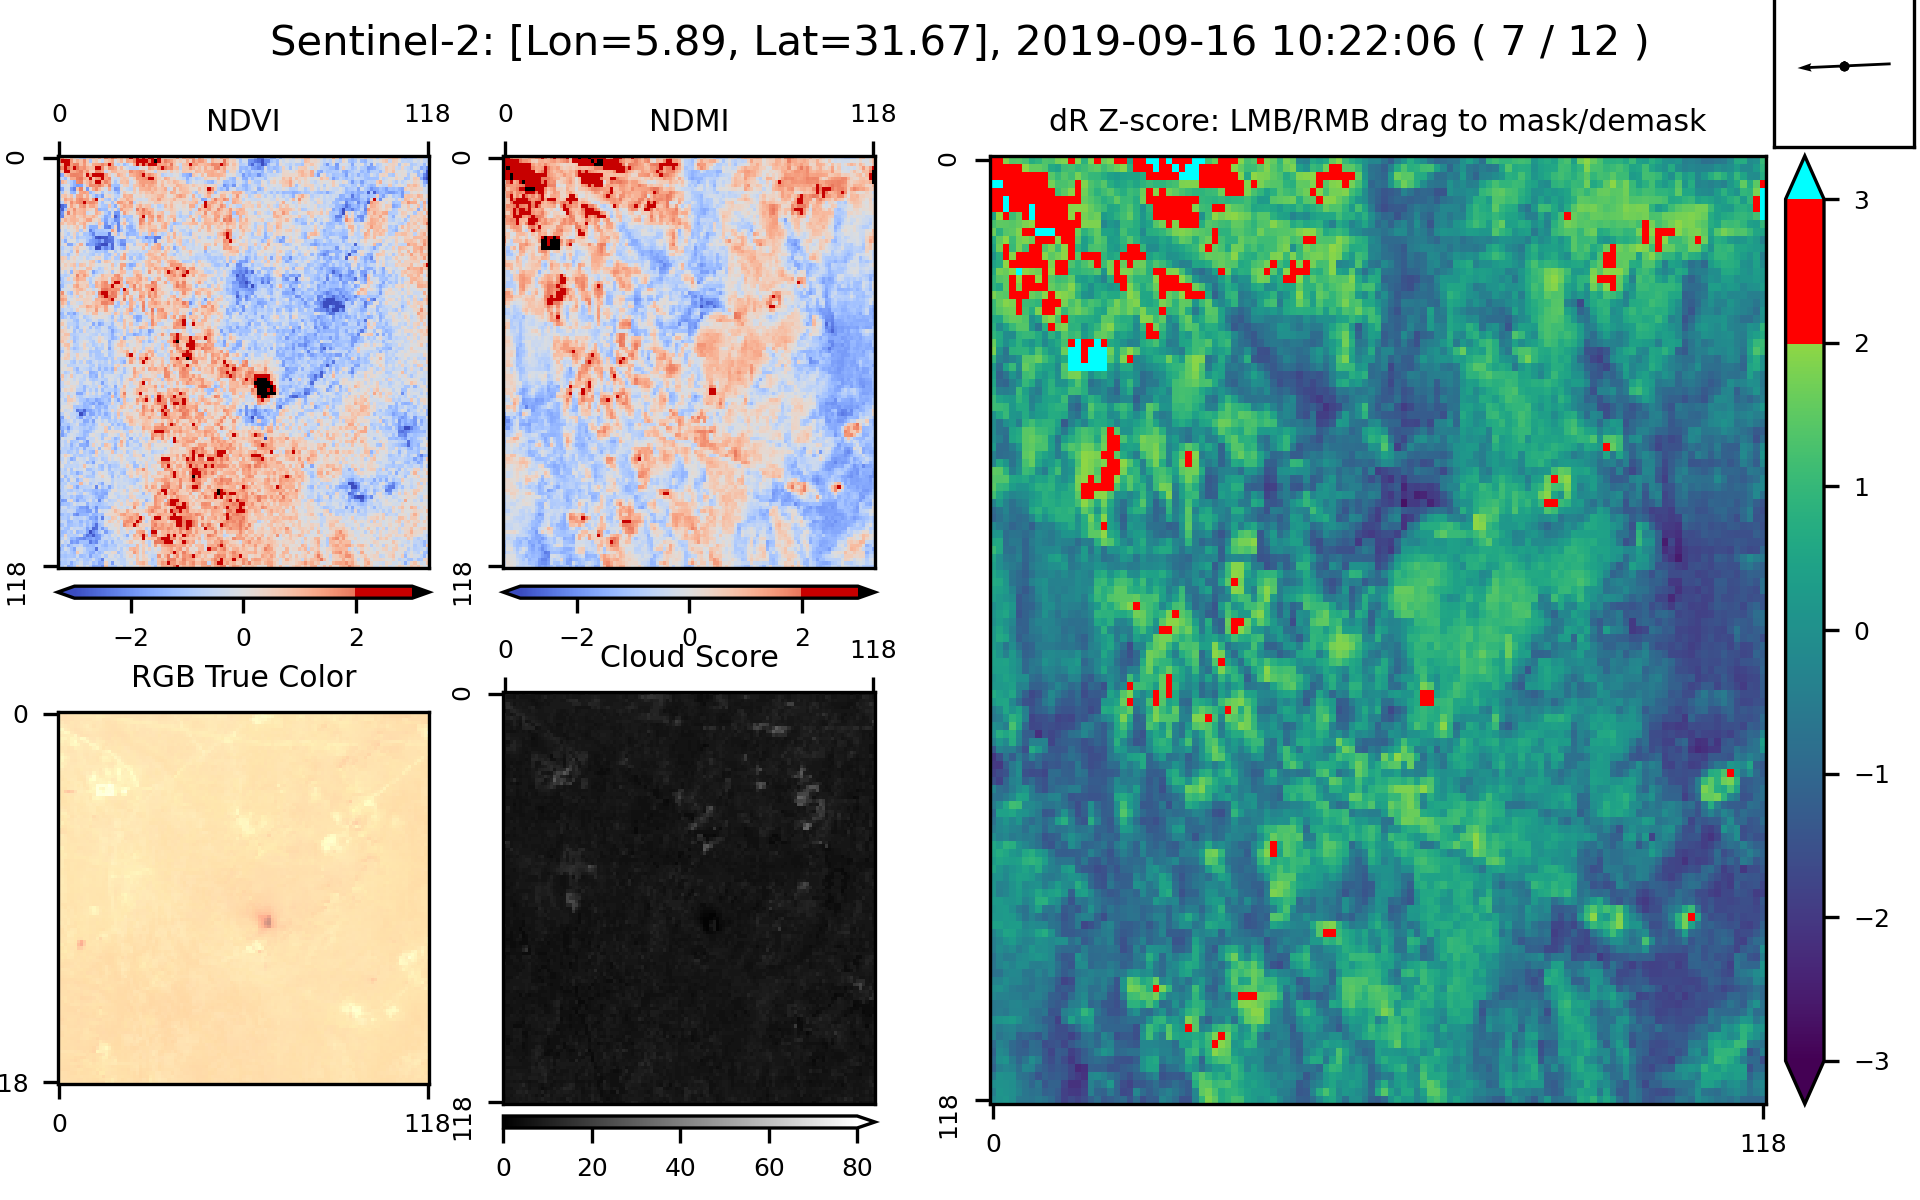 Sentinel-2: [Lon=5.89, Lat=31.67], 2019-09-16 10:22:06 ( 7 / 12 )
0 118 0 118
NDVI NDMI dR Z-score: LMB/RMB drag to mask/demask
0 0 0
3
2
1
0
−1
−2
−3
118 118
−2 0 2 −2 0 2
0 118
RGB True Color Cloud Score
0 0
18 118 118
0 118
0 20 40 60 80
0 118